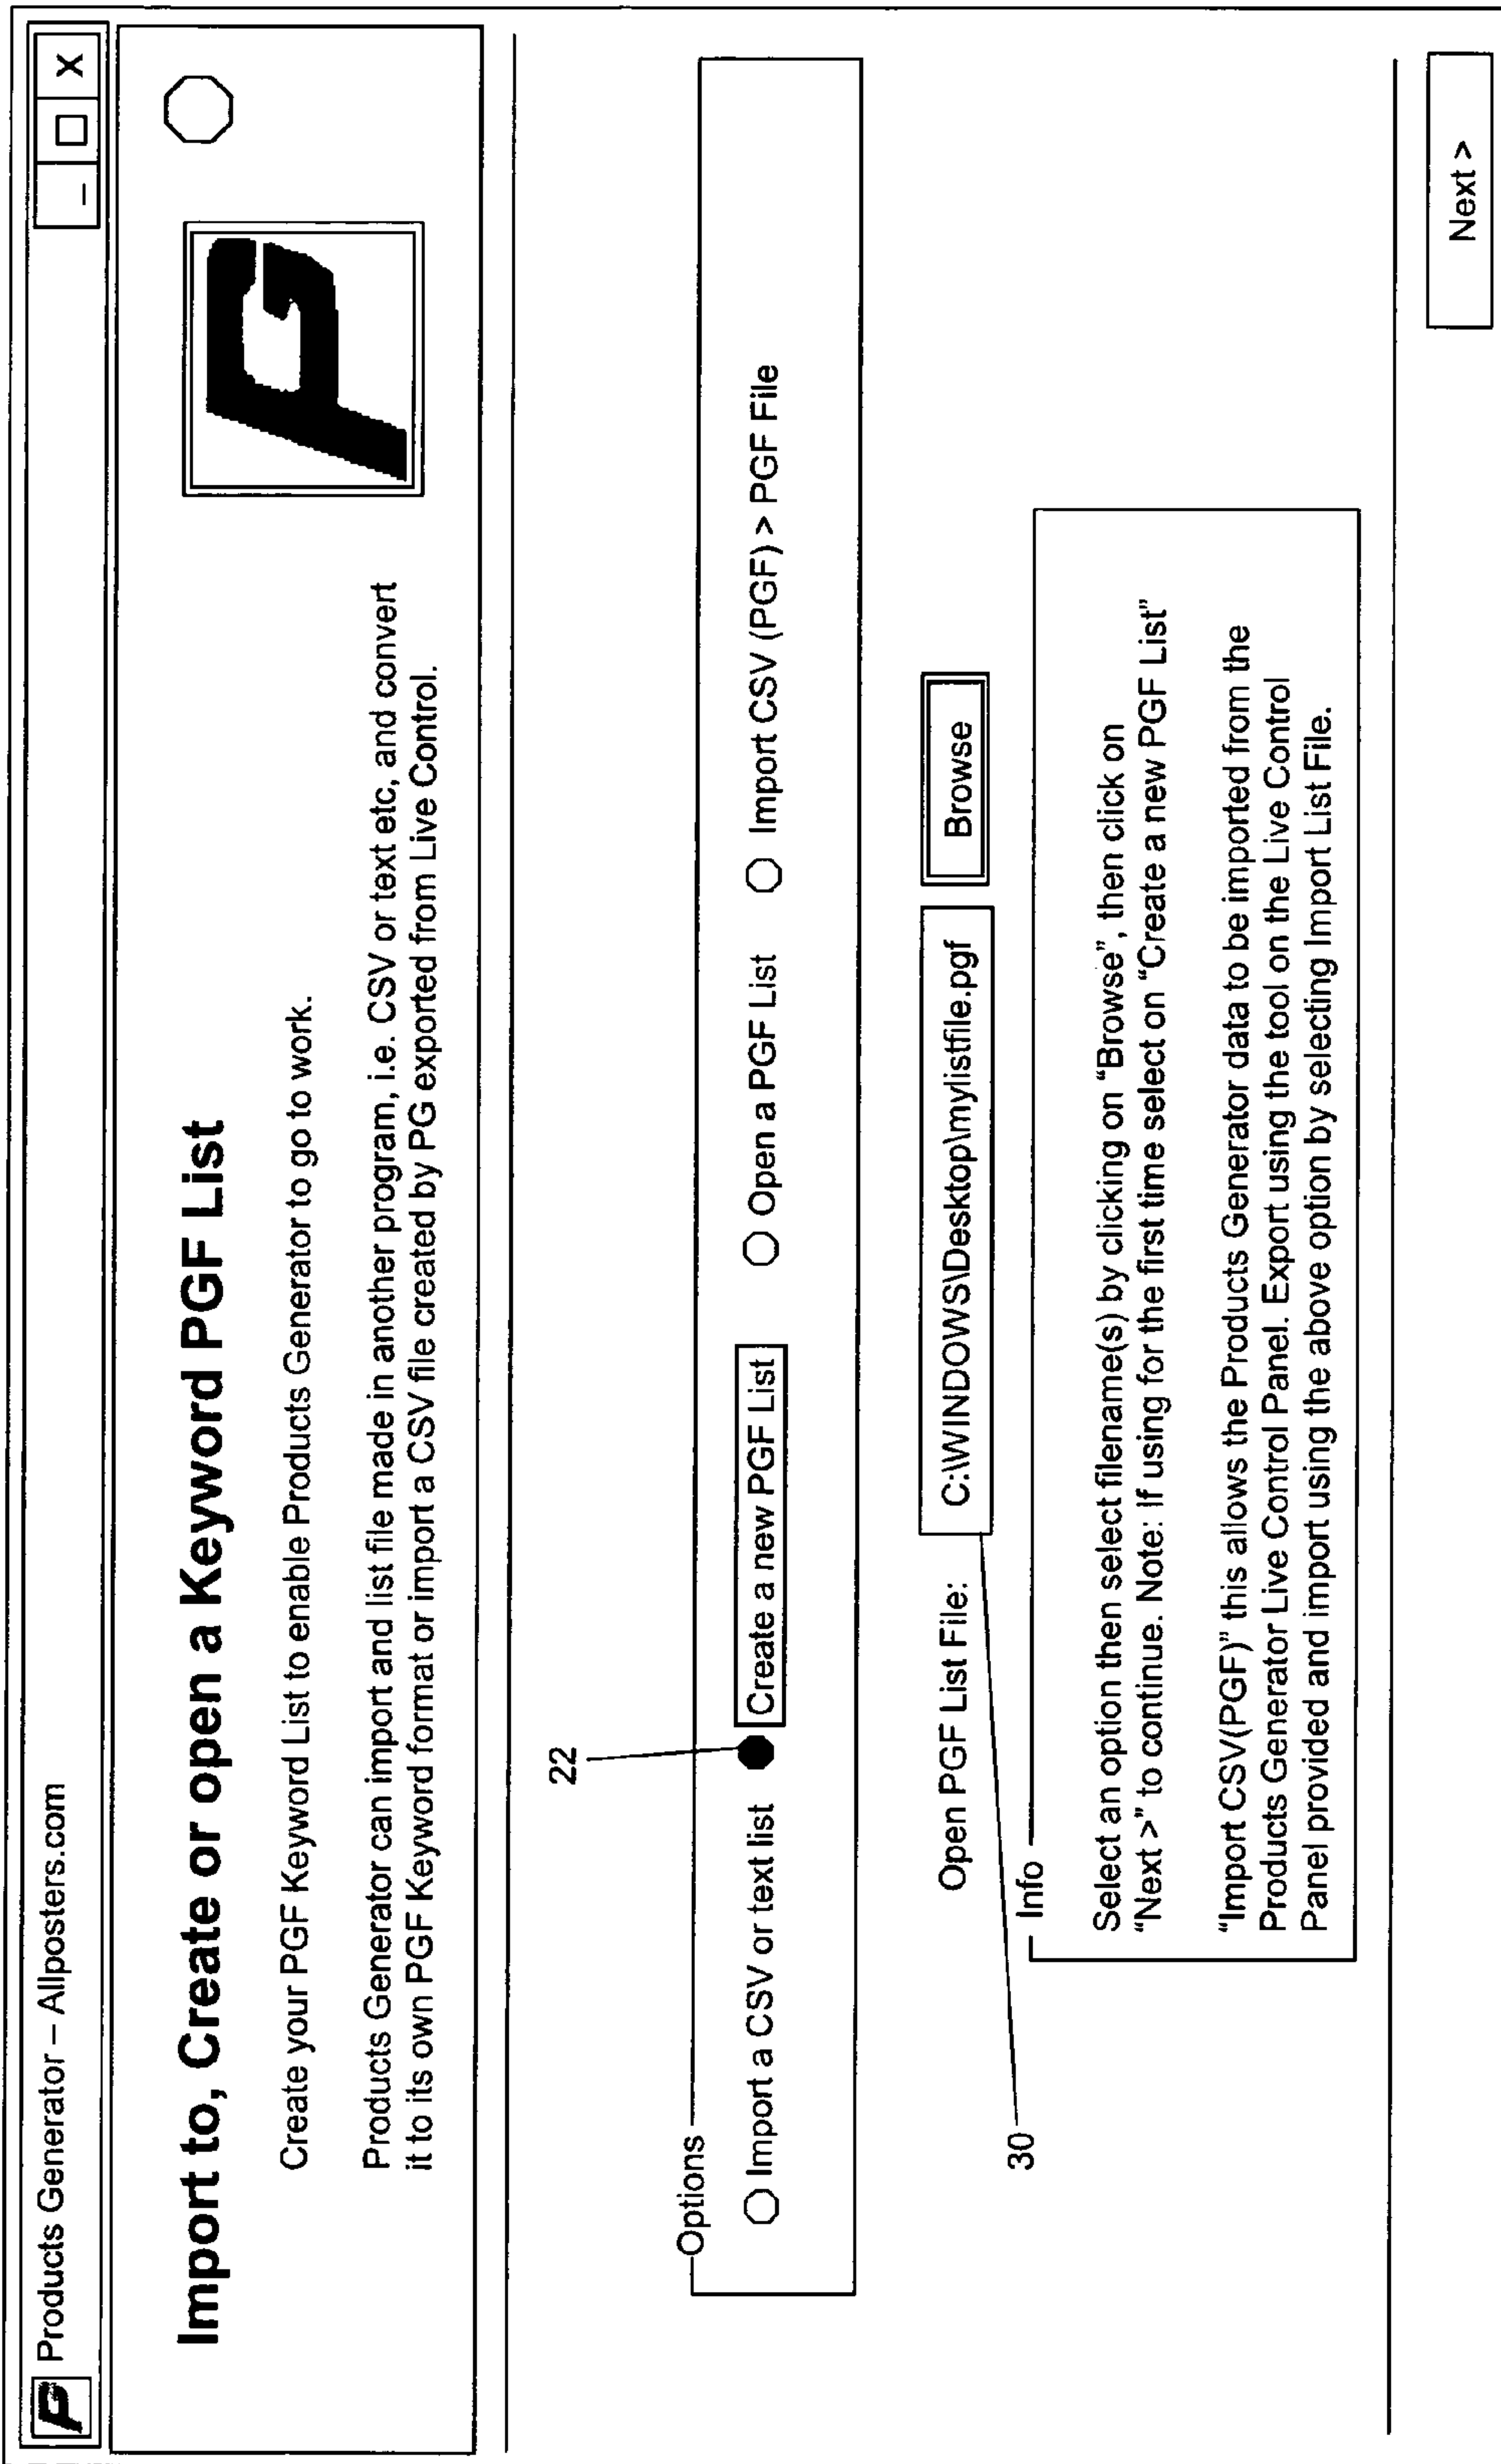 PG Products Generator – Allposters.com
– □ X
Import to, Create or open a Keyword PGF List
Create your PGF Keyword List to enable Products Generator to go to work.
Products Generator can import and list file made in another program, i.e. CSV or text etc, and convert
it to its own PGF Keyword format or import a CSV file created by PG exported from Live Control.
PG
22
Options
Import a CSV or text list Create a new PGF List Open a PGF List Import CSV (PGF) > PGF File
Open PGF List File: C:\WINDOWS\Desktop\mylistfile.pgf Browse
30
Info
Select an option then select filename(s) by clicking on “Browse”, then click on
“Next >” to continue. Note: If using for the first time select on “Create a new PGF List”
“Import CSV(PGF)” this allows the Products Generator data to be imported from the
Products Generator Live Control Panel. Export using the tool on the Live Control
Panel provided and import using the above option by selecting Import List File.
Next >